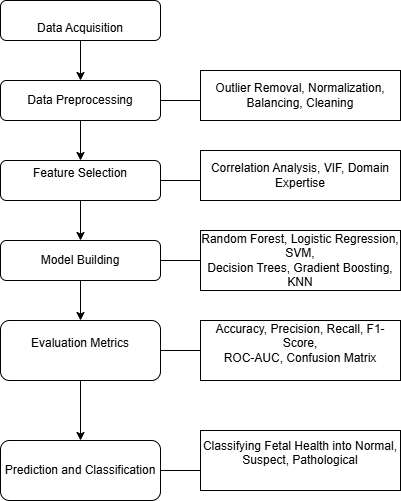 Data Acquisition
Data Preprocessing
Outlier Removal, Normalization,
Balancing, Cleaning
Feature Selection
Correlation Analysis, VIF, Domain
Expertise
Model Building
Random Forest, Logistic Regression,
SVM,
Decision Trees, Gradient Boosting,
KNN
Evaluation Metrics
Accuracy, Precision, Recall, F1-
Score,
ROC-AUC, Confusion Matrix
Prediction and Classification
Classifying Fetal Health into Normal,
Suspect, Pathological